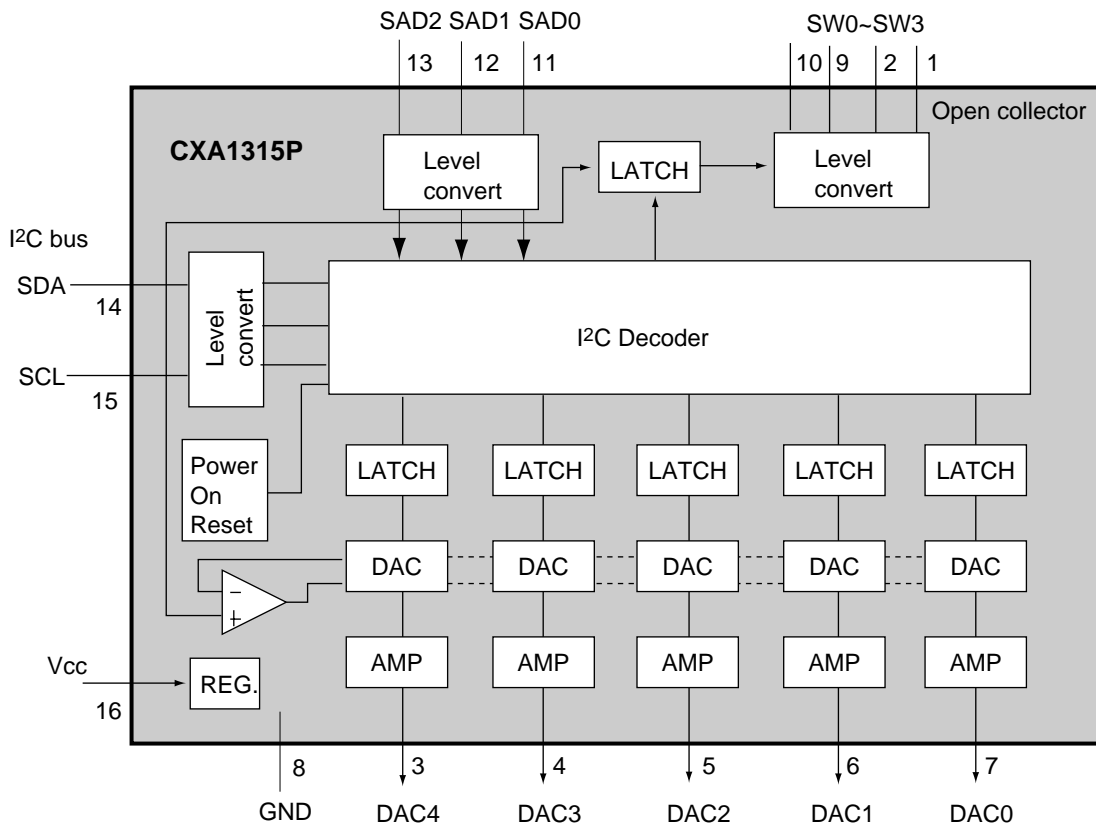 SAD2 SAD1 SAD0
SW0~SW3
13 12 11
10 9 2 1
Open collector
CXA1315P
Level convert
LATCH
Level convert
I²C bus
SDA
14
Level convert
I²C Decoder
SCL
15
Power On Reset
LATCH LATCH LATCH LATCH LATCH
DAC DAC DAC DAC DAC
−
+
AMP AMP AMP AMP AMP
Vcc
16
REG.
8 3 4 5 6 7
GND DAC4 DAC3 DAC2 DAC1 DAC0